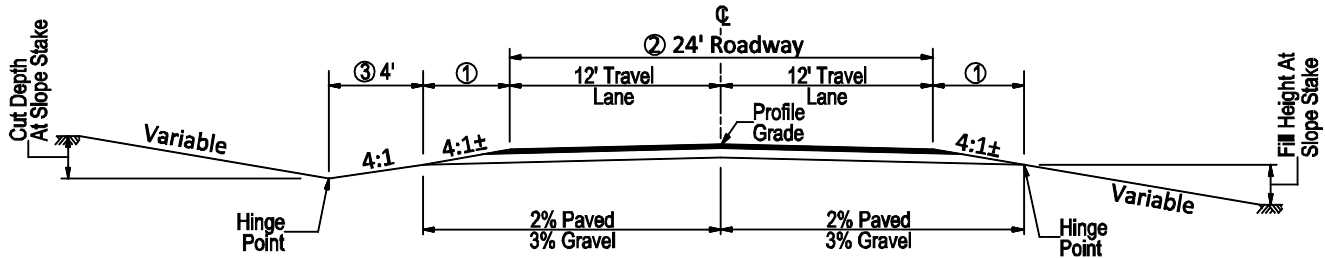 ℄
② 24' Roadway
Cut Depth
At Slope Stake
③ 4'
①
12' Travel
Lane
12' Travel
Lane
①
Fill Height At
Slope Stake
Variable
4:1
4:1±
Profile
Grade
4:1±
Variable
Hinge
Point
2% Paved
3% Gravel
2% Paved
3% Gravel
Hinge
Point